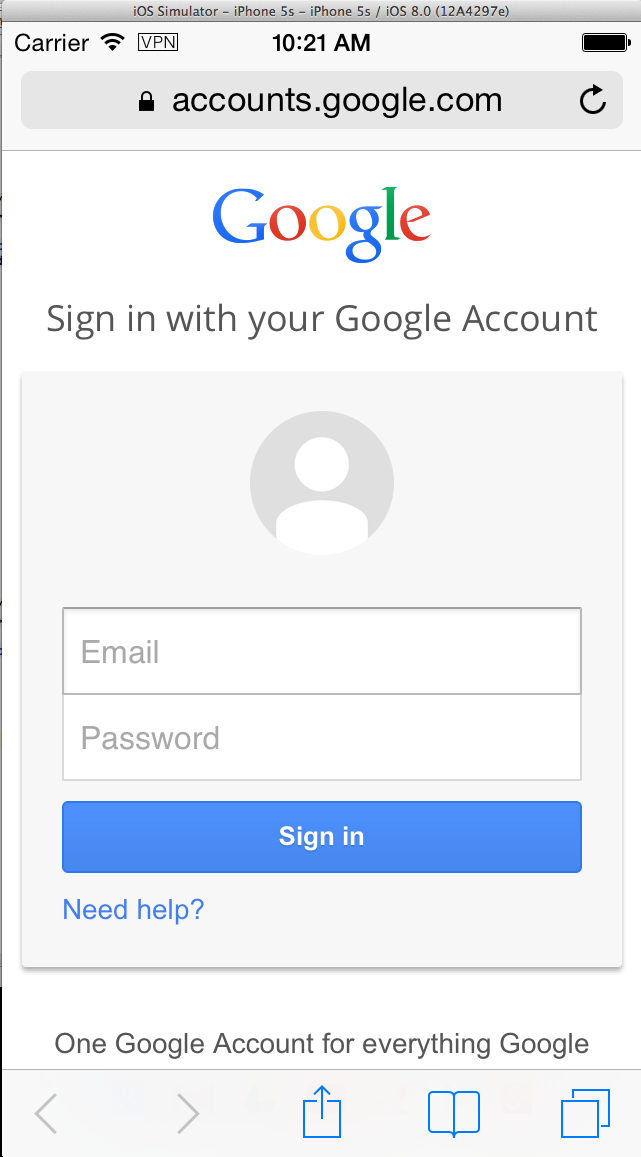 iOS Simulator – iPhone 5s – iPhone 5s / iOS 8.0 (12A4297e)
Carrier VPN 10:21 AM
accounts.google.com
Google
Sign in with your Google Account
Email
Password
Sign in
Need help?
One Google Account for everything Google